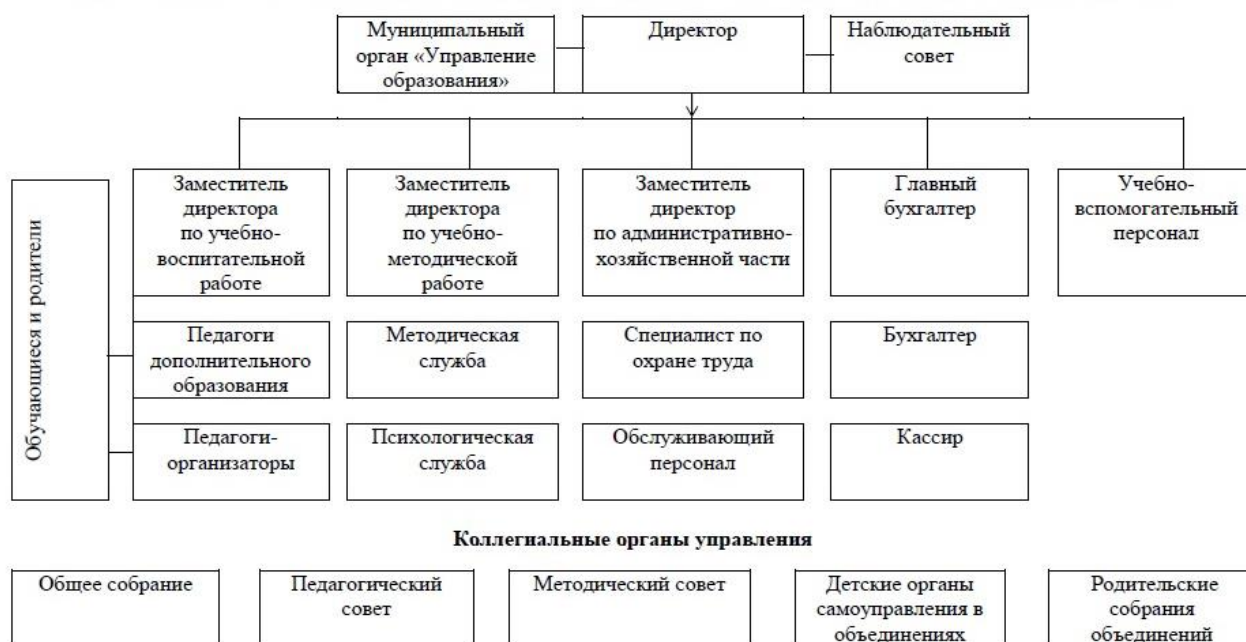 Муниципальный
орган «Управление
образования»
Директор
Наблюдательный
совет
Обучающиеся и родители
Заместитель
директора
по учебно-
воспитательной
работе
Заместитель
директора
по учебно-
методической
работе
Заместитель
директор
по административно-
хозяйственной части
Главный
бухгалтер
Учебно-
вспомогательный
персонал
Педагоги
дополнительного
образования
Методическая
служба
Специалист по
охране труда
Бухгалтер
Педагоги-
организаторы
Психологическая
служба
Обслуживающий
персонал
Кассир
Коллегиальные органы управления
Общее собрание
Педагогический
совет
Методический совет
Детские органы
самоуправления в
объединениях
Родительские
собрания
объединений